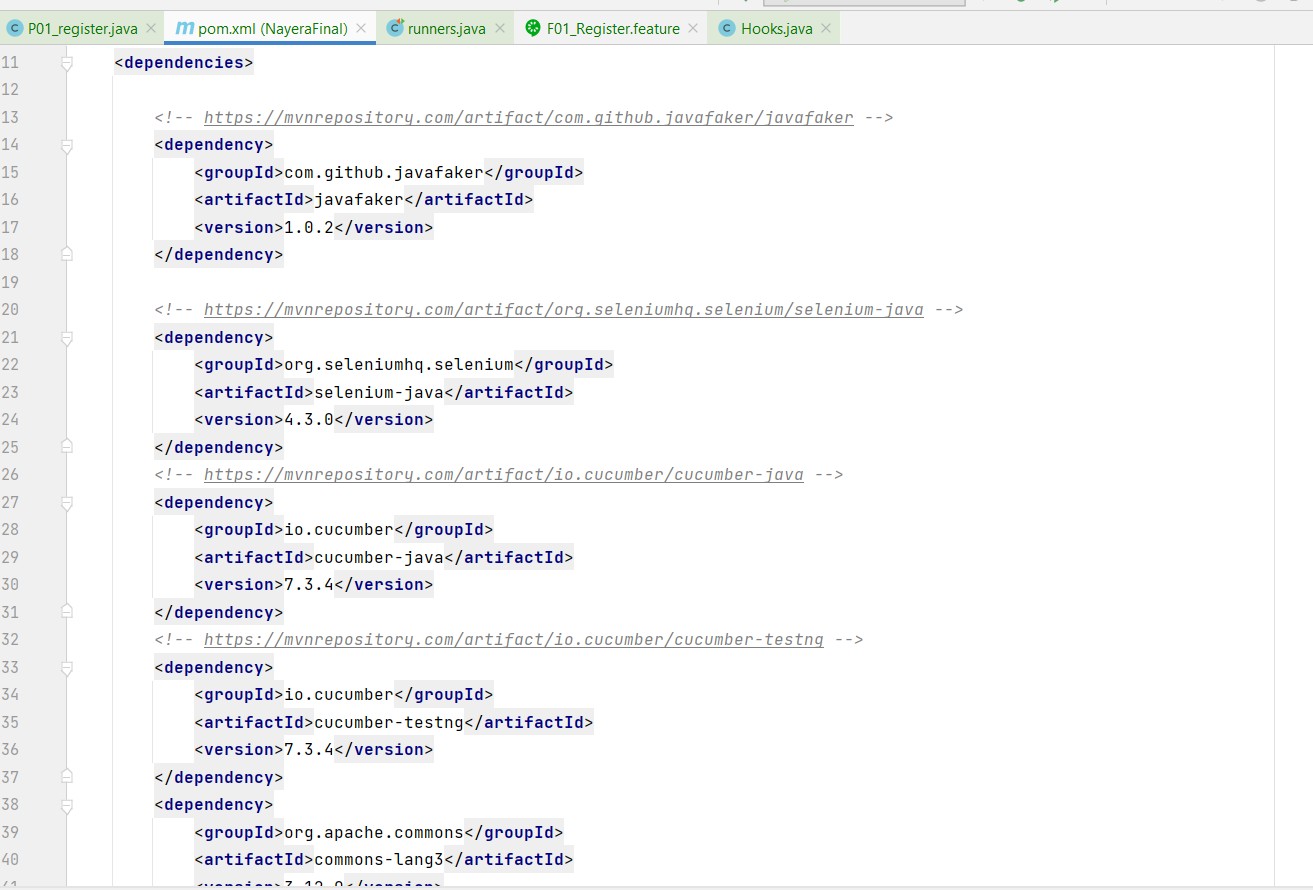 P01_register.java
pom.xml (NayeraFinal)
runners.java
F01_Register.feature
Hooks.java
11 <dependencies>
12
13 <!-- https://mvnrepository.com/artifact/com.github.javafaker/javafaker -->
14 <dependency>
15 <groupId>com.github.javafaker</groupId>
16 <artifactId>javafaker</artifactId>
17 <version>1.0.2</version>
18 </dependency>
19
20 <!-- https://mvnrepository.com/artifact/org.seleniumhq.selenium/selenium-java -->
21 <dependency>
22 <groupId>org.seleniumhq.selenium</groupId>
23 <artifactId>selenium-java</artifactId>
24 <version>4.3.0</version>
25 </dependency>
26 <!-- https://mvnrepository.com/artifact/io.cucumber/cucumber-java -->
27 <dependency>
28 <groupId>io.cucumber</groupId>
29 <artifactId>cucumber-java</artifactId>
30 <version>7.3.4</version>
31 </dependency>
32 <!-- https://mvnrepository.com/artifact/io.cucumber/cucumber-testng -->
33 <dependency>
34 <groupId>io.cucumber</groupId>
35 <artifactId>cucumber-testng</artifactId>
36 <version>7.3.4</version>
37 </dependency>
38 <dependency>
39 <groupId>org.apache.commons</groupId>
40 <artifactId>commons-lang3</artifactId>
41 <version>3.12.0</version>